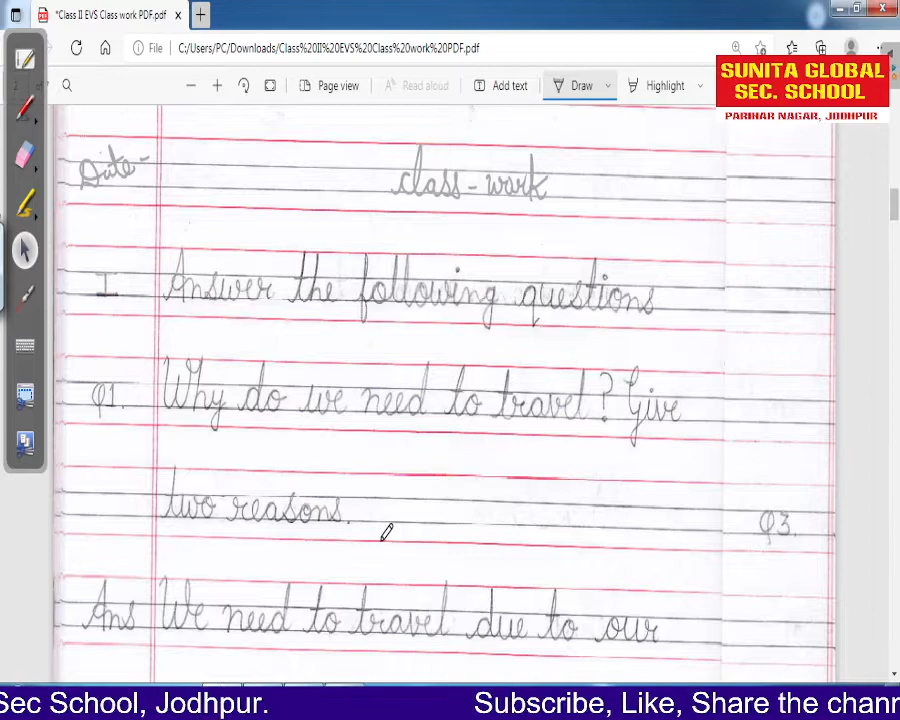 *Class II EVS Class work PDF.pdf
File C:/Users/PC/Downloads/Class%20II%20EVS%20Class%20work%20PDF.pdf
Page view Read aloud Add text Draw Highlight
SUNITA GLOBAL
SEC. SCHOOL
PARIHAR NAGAR, JODHPUR
Date-
class-work
I Answer the following questions
Q1. Why do we need to travel? Give
two reasons.
Q3.
Ans We need to travel due to our
Sec School, Jodhpur. Subscribe, Like, Share the chann